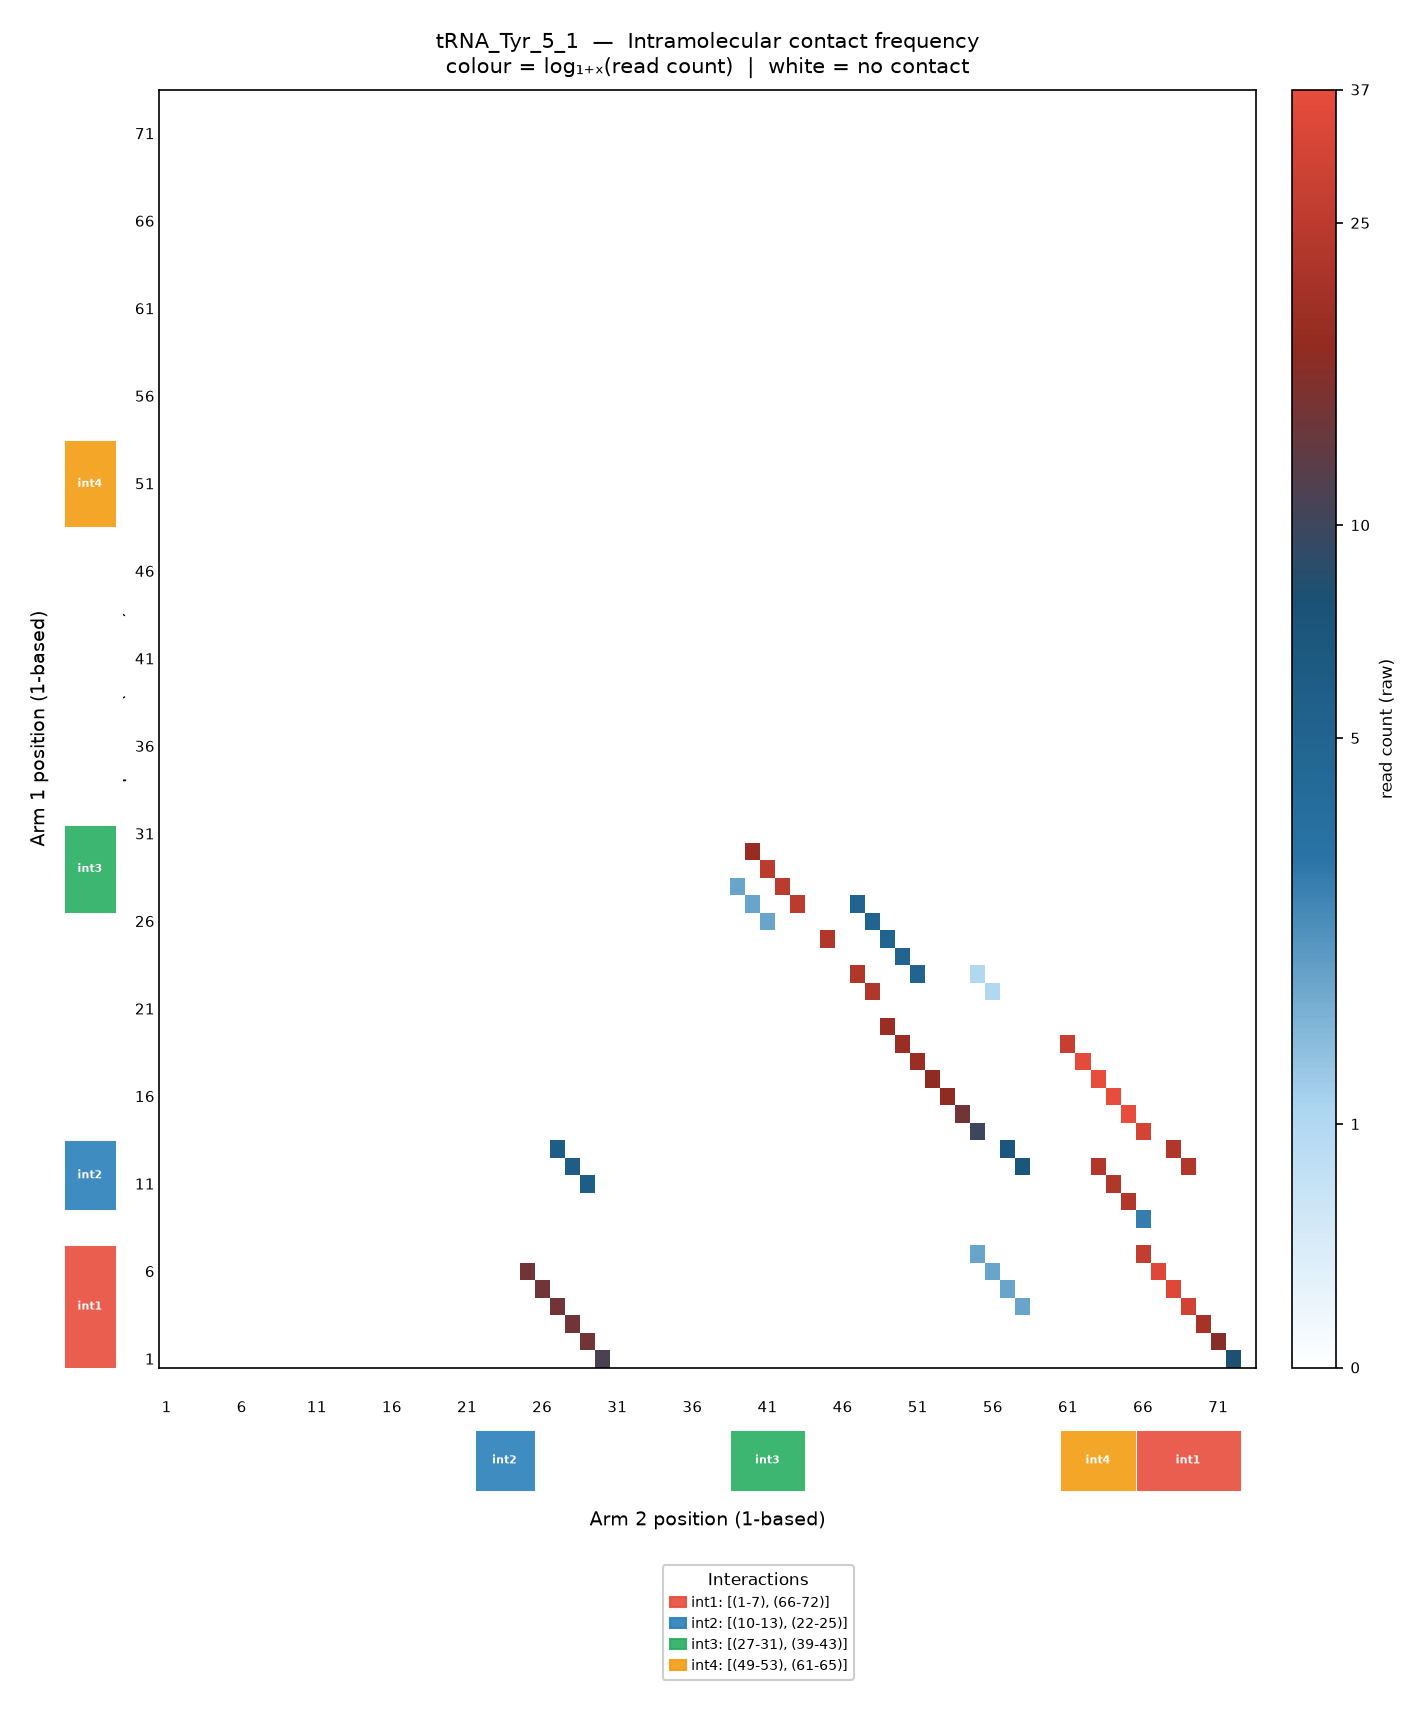 tRNA_Tyr_5_1 — Intramolecular contact frequency
colour = log₁₊ₓ(read count) | white = no contact
71
66
61
56
51
46
41
36
31
26
21
16
11
6
1
int4
int3
int2
int1
Arm 1 position (1-based)
37
25
10
5
1
0
read count (raw)
1 6 11 16 21 26 31 36 41 46 51 56 61 66 71
int2 int3 int4 int1
Arm 2 position (1-based)
Interactions
int1: [(1-7), (66-72)]
int2: [(10-13), (22-25)]
int3: [(27-31), (39-43)]
int4: [(49-53), (61-65)]